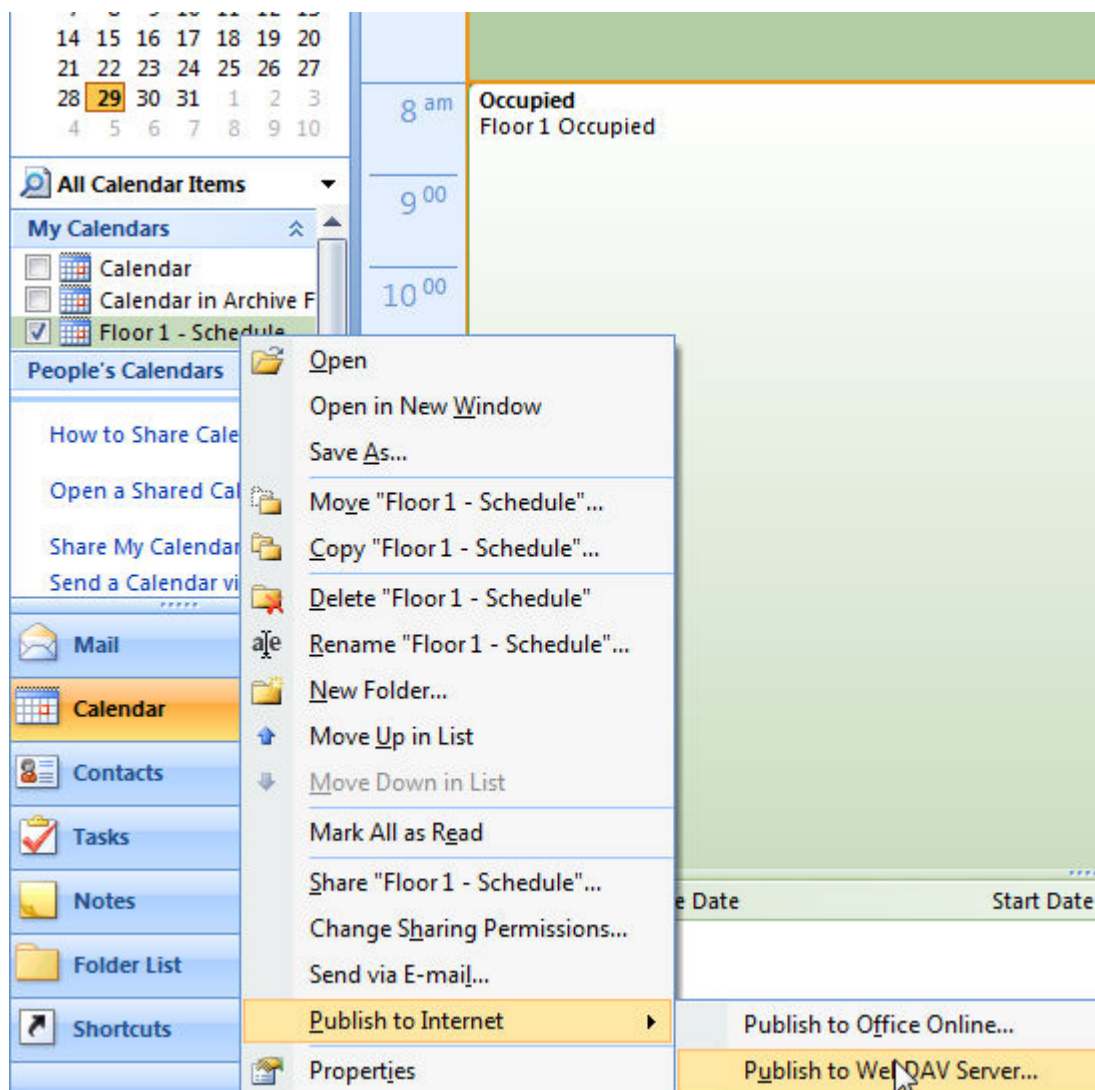 7 8 9 10 11 12 13
14 15 16 17 18 19 20
21 22 23 24 25 26 27
28 29 30 31 1 2 3
4 5 6 7 8 9 10
All Calendar Items
My Calendars
Calendar
Calendar in Archive F
Floor 1 - Schedule
People's Calendars
How to Share Cale
Open a Shared Cal
Share My Calendar
Send a Calendar vi
Mail
Calendar
Contacts
Tasks
Notes
Folder List
Shortcuts
8 am
9 00
10 00
Occupied
Floor 1 Occupied
Open
Open in New Window
Save As...
Move "Floor 1 - Schedule"...
Copy "Floor 1 - Schedule"...
Delete "Floor 1 - Schedule"
Rename "Floor 1 - Schedule"...
New Folder...
Move Up in List
Move Down in List
Mark All as Read
Share "Floor 1 - Schedule"...
Change Sharing Permissions...
Send via E-mail...
Publish to Internet
Properties
e Date Start Date
Publish to Office Online...
Publish to WebDAV Server...